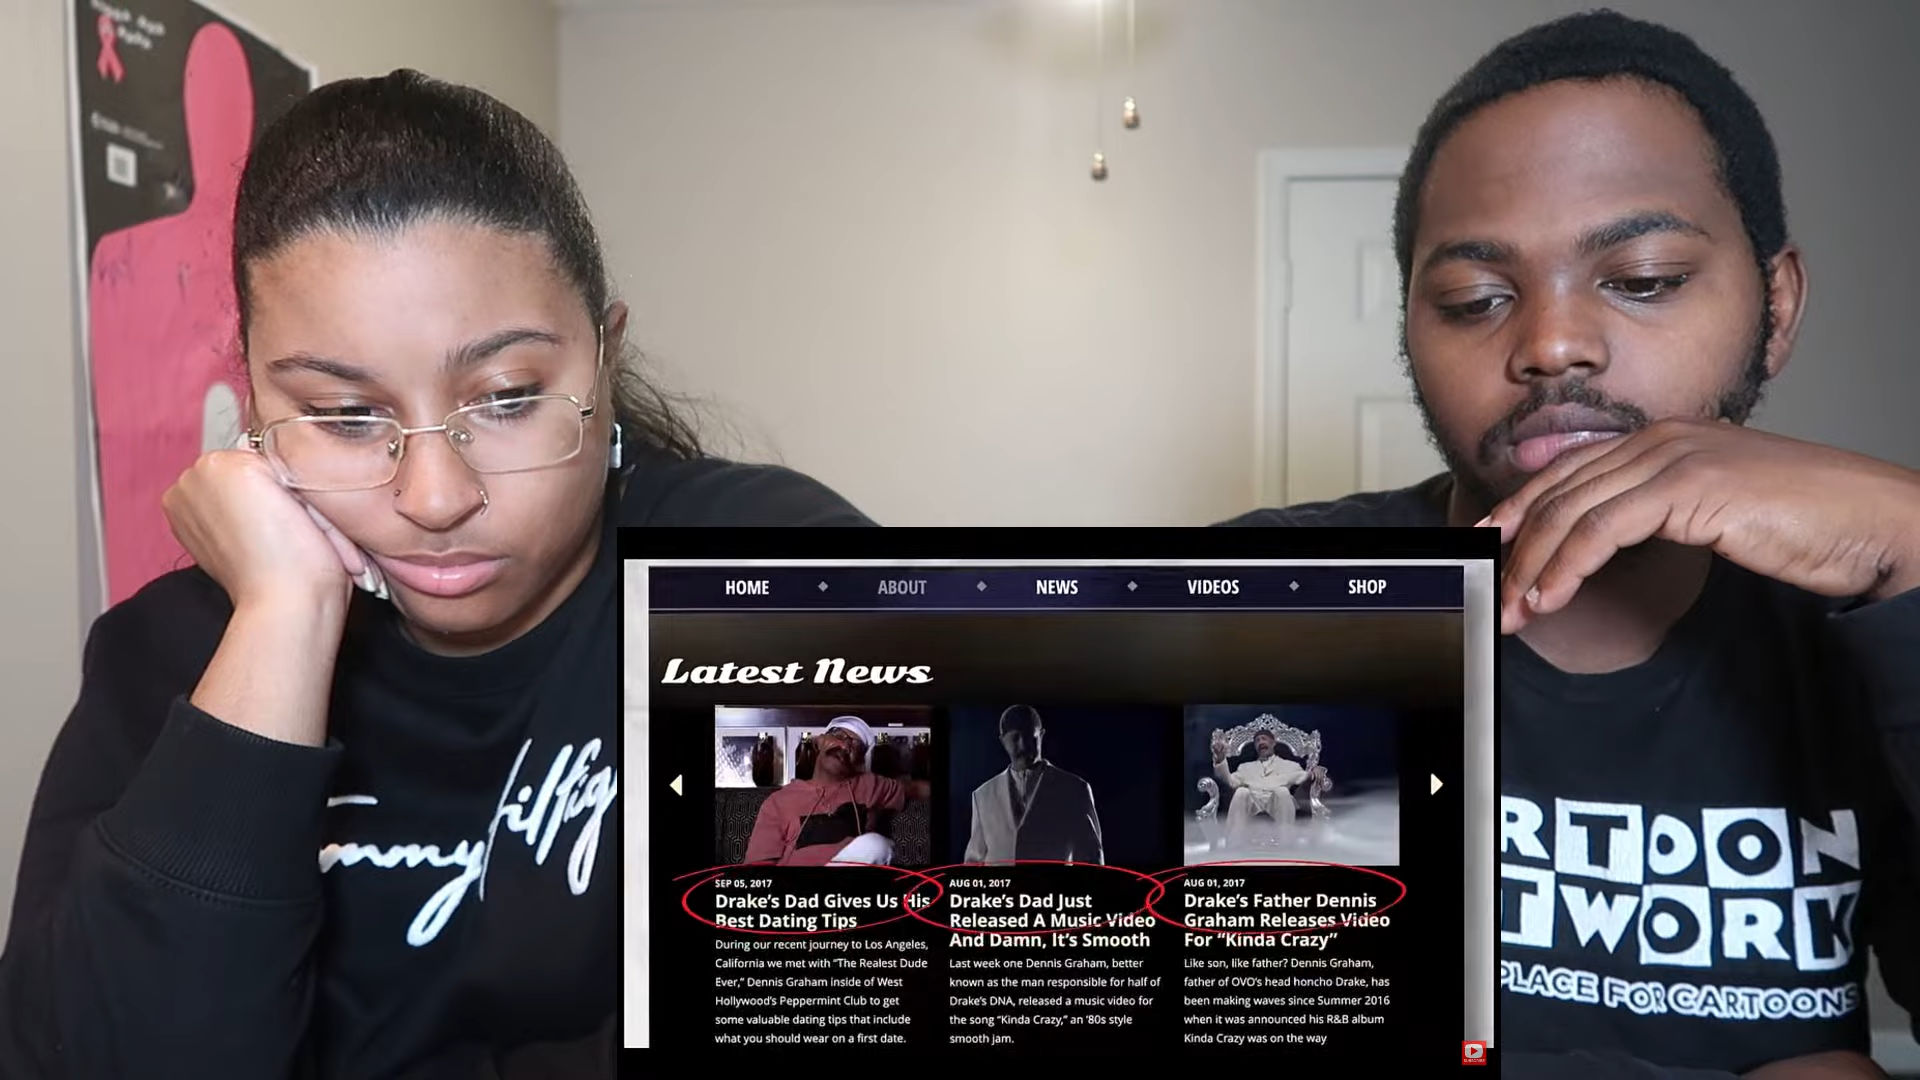 HOME ABOUT NEWS VIDEOS SHOP
Latest News
SEP 05, 2017
Drake's Dad Gives Us His
Best Dating Tips
During our recent journey to Los Angeles,
California we met with "The Realest Dude
Ever," Dennis Graham inside of West
Hollywood's Peppermint Club to get
some valuable dating tips that include
what you should wear on a first date.
AUG 01, 2017
Drake's Dad Just
Released A Music Video
And Damn, It's Smooth
Last week one Dennis Graham, better
known as the man responsible for half of
Drake's DNA, released a music video for
the song "Kinda Crazy," an '80s style
smooth jam.
AUG 01, 2017
Drake's Father Dennis
Graham Releases Video
For "Kinda Crazy"
Like son, like father? Dennis Graham,
father of OVO's head honcho Drake, has
been making waves since Summer 2016
when it was announced his R&B album
Kinda Crazy was on the way
mmy Hilfig
RTOON
TWORK
PLACE FOR CARTOONS
SUBSCRIBE